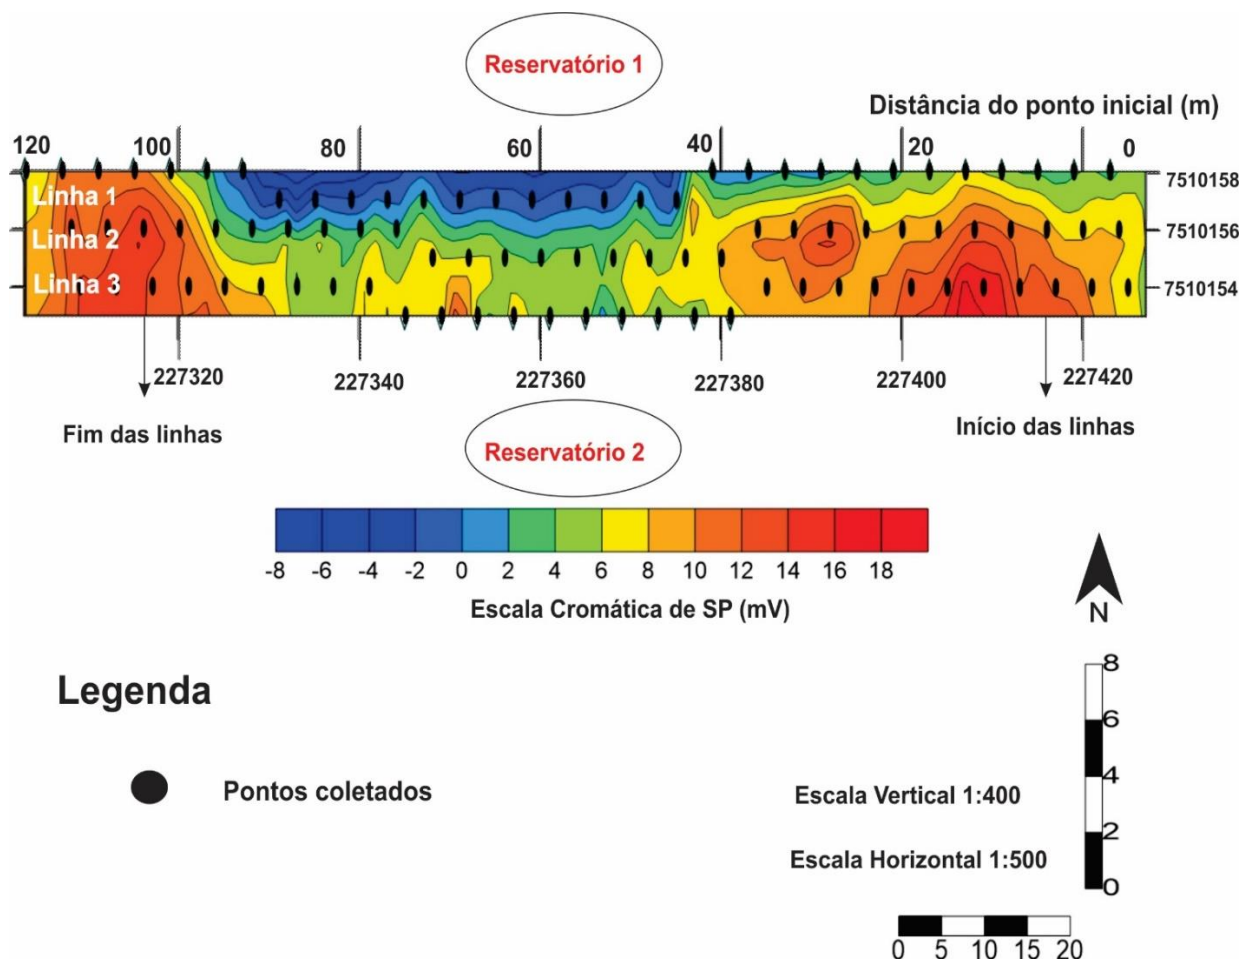 Reservatório 1
Distância do ponto inicial (m)
120 100 80 60 40 20 0
Linha 1
7510158
Linha 2
7510156
Linha 3
7510154
227320 227340 227360 227380 227400 227420
Fim das linhas
Início das linhas
Reservatório 2
-8 -6 -4 -2 0 2 4 6 8 10 12 14 16 18
Escala Cromática de SP (mV)
N
Legenda
Pontos coletados
8
6
4
2
0
Escala Vertical 1:400
Escala Horizontal 1:500
0 5 10 15 20